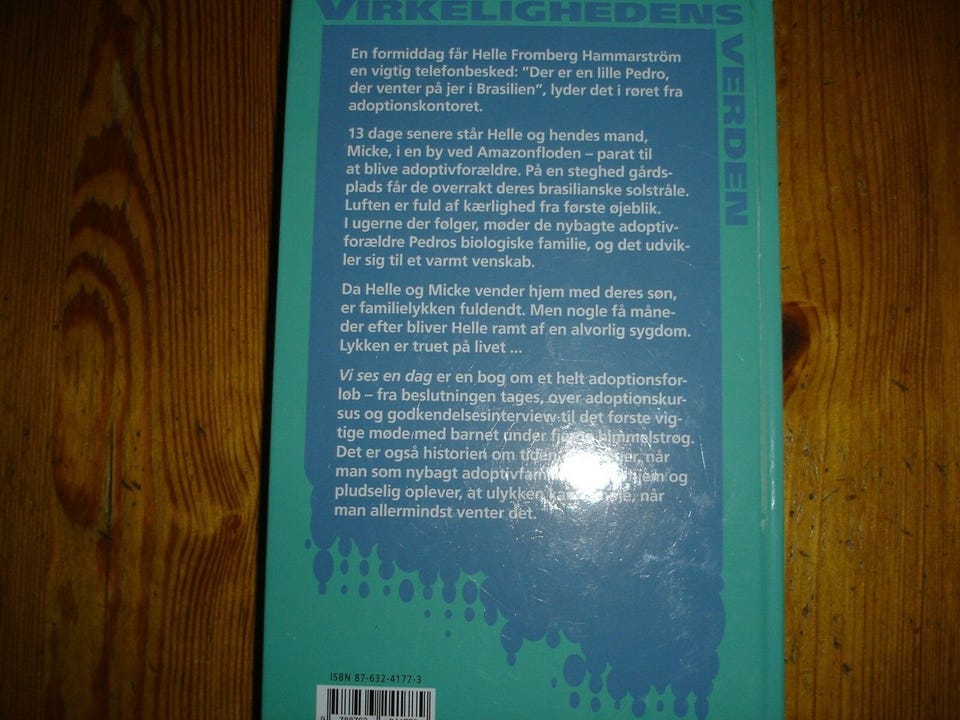 VIRKELIGHEDENS
VERDEN
En formiddag får Helle Fromberg Hammarström
en vigtig telefonbesked: ”Der er en lille Pedro,
der venter på jer i Brasilien”, lyder det i røret fra
adoptionskontoret.
13 dage senere står Helle og hendes mand,
Micke, i en by ved Amazonfloden – parat til
at blive adoptivforældre. På en steghed gårds-
plads får de overrakt deres brasilianske solstråle.
Luften er fuld af kærlighed fra første øjeblik.
I ugerne der følger, møder de nybagte adoptiv-
forældre Pedros biologiske familie, og det udvik-
ler sig til et varmt venskab.
Da Helle og Micke vender hjem med deres søn,
er familielykken fuldendt. Men nogle få måne-
der efter bliver Helle ramt af en alvorlig sygdom.
Lykken er truet på livet ...
Vi ses en dag er en bog om et helt adoptionsfor-
løb – fra beslutningen tages, over adoptionskur-
sus og godkendelsesinterview til det første vig-
tige møde med barnet under himmelstrøg.
Det er også historien om når
man som nybagt hjem og
pludselig oplever, at ulykken når
man allermindst venter det.
ISBN 87-632-4177-3